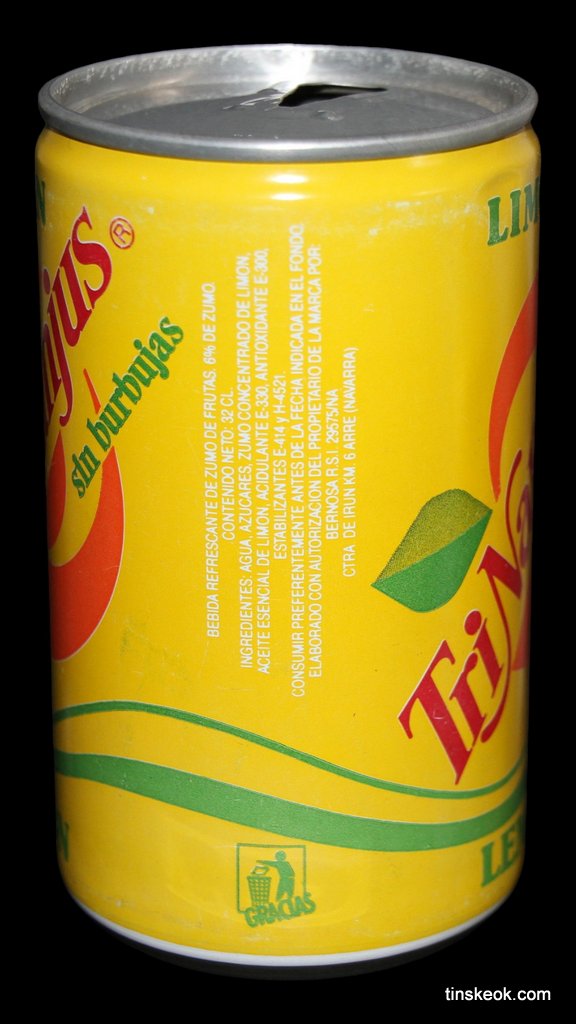 LIM
jus®
sin burbujas
BEBIDA REFRESCANTE DE ZUMO DE FRUTAS. 6% DE ZUMO.
CONTENIDO NETO: 32 CL.
INGREDIENTES: AGUA, AZUCARES, ZUMO CONCENTRADO DE LIMON,
ACEITE ESENCIAL DE LIMON, ACIDULANTE E-330, ANTIOXIDANTE E-300,
ESTABILIZANTES E-414 y H-4521.
CONSUMIR PREFERENTEMENTE ANTES DE LA FECHA INDICADA EN EL FONDO.
ELABORADO CON AUTORIZACION DEL PROPIETARIO DE LA MARCA POR:
BERNOSA R.S.I. 29575/NA
CTRA. DE IRUN KM. 6 ARRE (NAVARRA)
TriNa
LE
GRACIAS
tinskeok.com